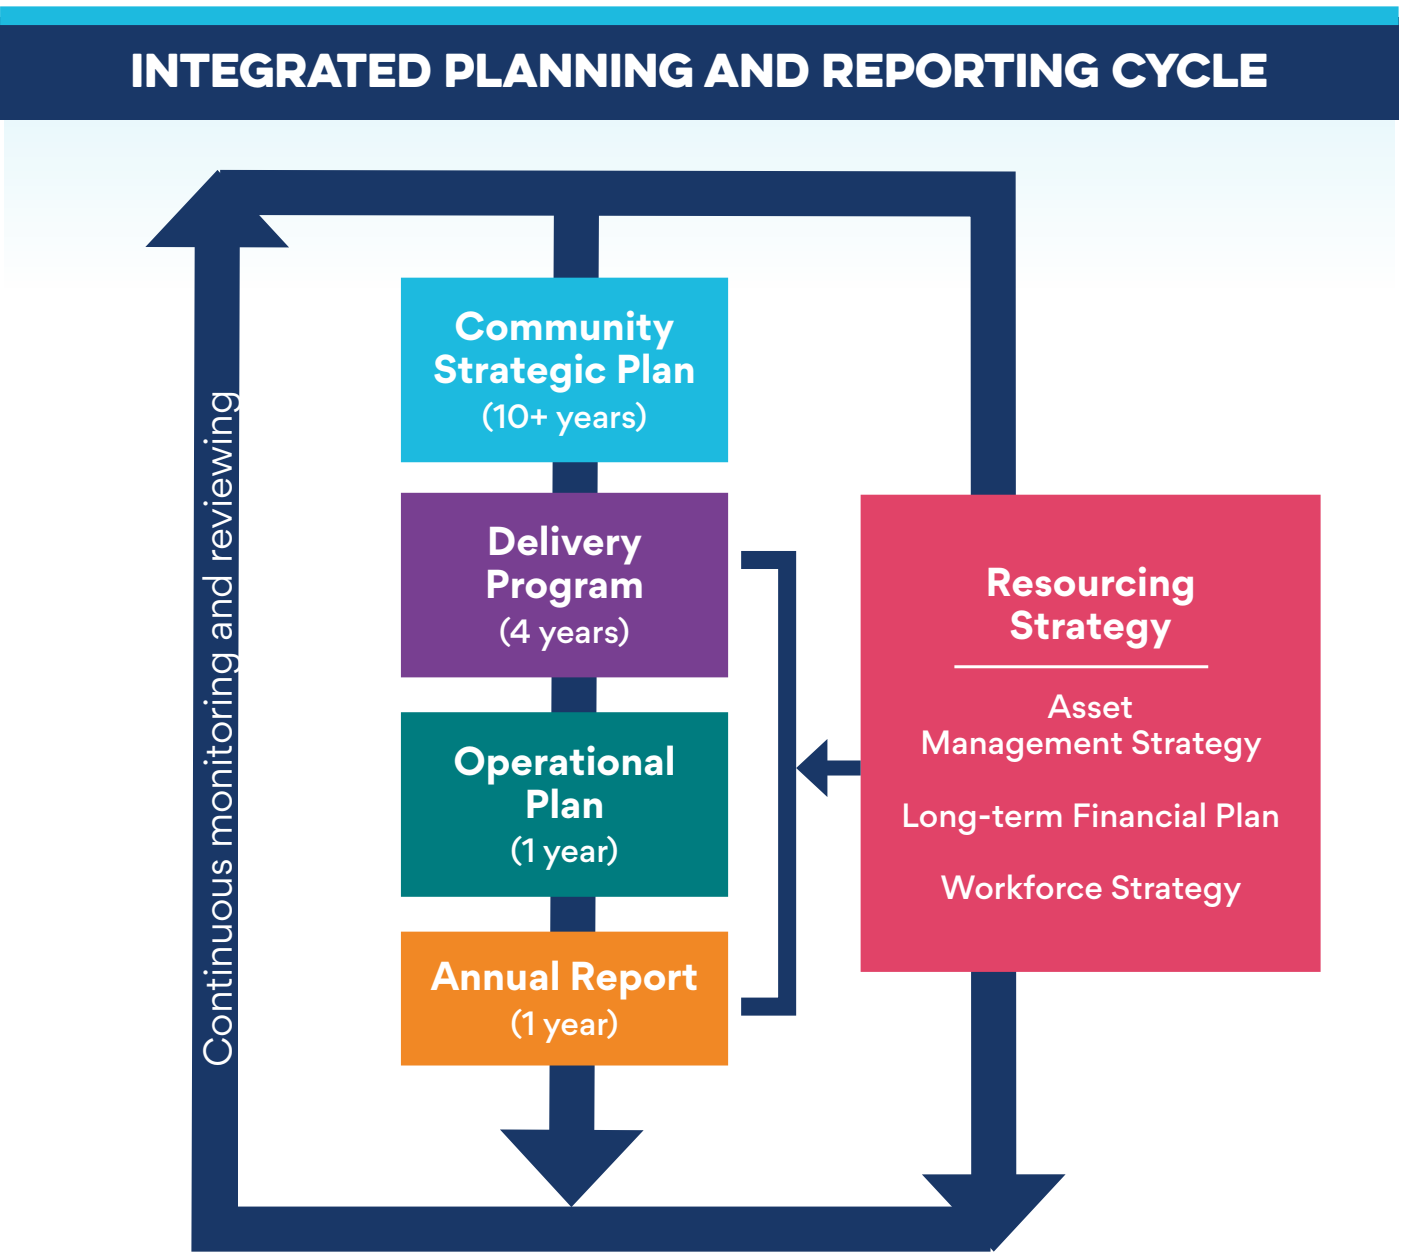 INTEGRATED PLANNING AND REPORTING CYCLE
Continuous monitoring and reviewing
Community
Strategic Plan
(10+ years)
Delivery
Program
(4 years)
Operational
Plan
(1 year)
Annual Report
(1 year)
Resourcing
Strategy
Asset
Management Strategy
Long-term Financial Plan
Workforce Strategy